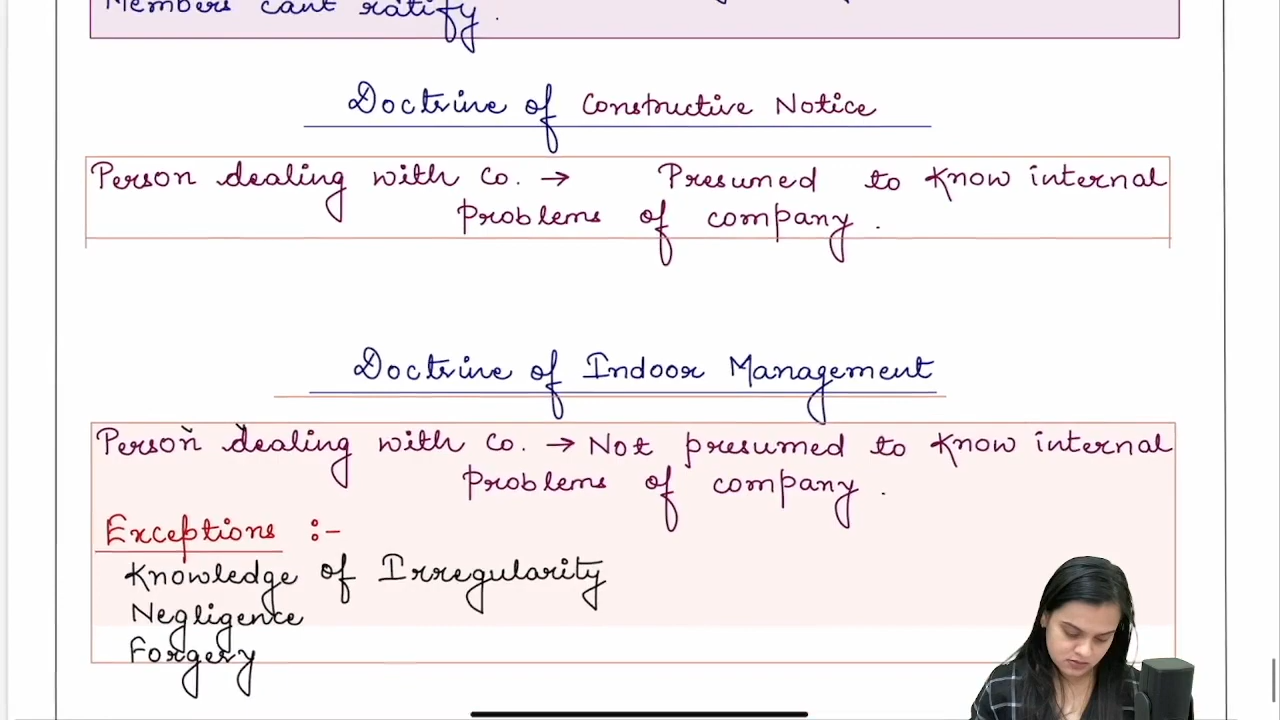 Members cant ratify.
Doctrine of Constructive Notice
Person dealing with Co. → Presumed to know internal
problems of company.
Doctrine of Indoor Management
Person dealing with Co. → Not presumed to know internal
problems of company.
Exceptions :-
Knowledge of Irregularity
Negligence
Forgery